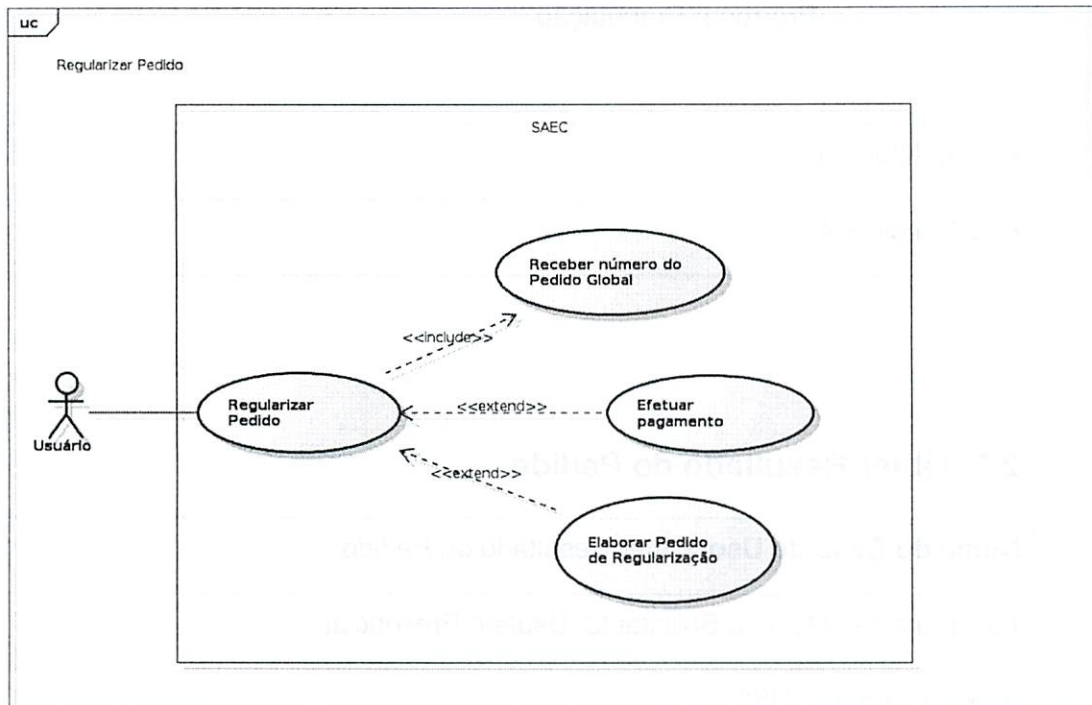 uc
Regularizar Pedido
SAEC
Receber número do
Pedido Global
<<include>>
Regularizar
Pedido
<<extend>>
Efetuar
pagamento
Usuário
<<extend>>
Elaborar Pedido
de Regularização